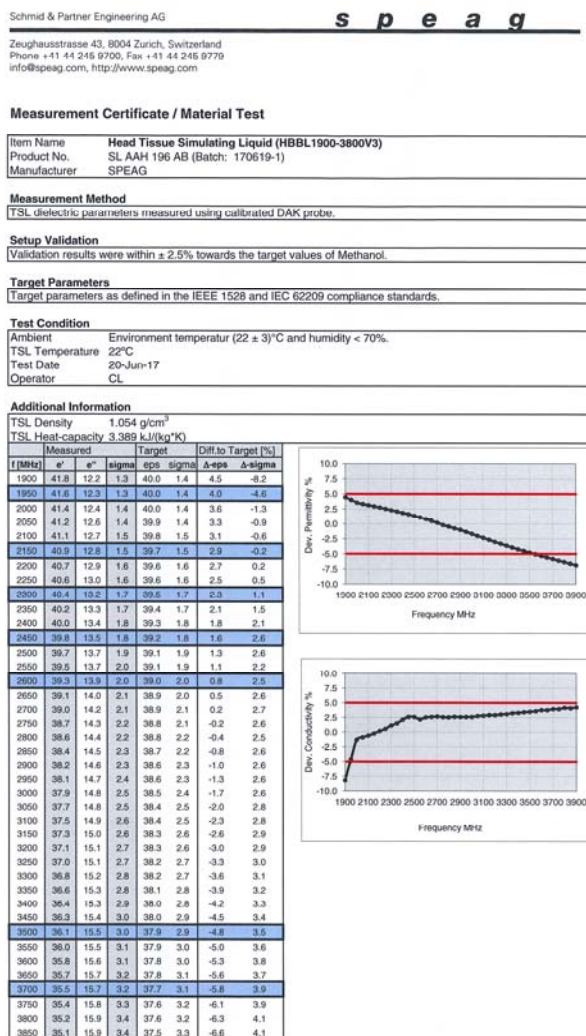 Schmid & Partner Engineering AG
s p e a g
Zeughausstrasse 43, 8004 Zurich, Switzerland
Phone +41 44 245 9700, Fax +41 44 245 9779
info@speag.com, http://www.speag.com
Measurement Certificate / Material Test
Item Name Head Tissue Simulating Liquid (HBBL1900-3800V3)
Product No. SL AAH 196 AB (Batch: 170619-1)
Manufacturer SPEAG
Measurement Method
TSL dielectric parameters measured using calibrated DAK probe.
Setup Validation
Validation results were within ± 2.5% towards the target values of Methanol.
Target Parameters
Target parameters as defined in the IEEE 1528 and IEC 62209 compliance standards.
Test Condition
Ambient Environment temperatur (22 ± 3)°C and humidity < 70%.
TSL Temperature 22°C
Test Date 20-Jun-17
Operator CL
Additional Information
TSL Density 1.054 g/cm³
TSL Heat-capacity 3.389 kJ/(kg*K)
Measured Target Diff.to Target [%]
f [MHz] e' e" sigma eps sigma Δ-eps Δ-sigma
1900 41.8 12.2 1.3 40.0 1.4 4.5 -8.2
1950 41.6 12.3 1.3 40.0 1.4 4.0 -4.6
2000 41.4 12.4 1.4 40.0 1.4 3.6 -1.3
2050 41.2 12.6 1.4 39.9 1.4 3.3 -0.9
2100 41.1 12.7 1.5 39.8 1.5 3.1 -0.6
2150 40.9 12.8 1.5 39.7 1.5 2.9 -0.2
2200 40.7 12.9 1.6 39.6 1.6 2.7 0.2
2250 40.6 13.0 1.6 39.6 1.6 2.5 0.5
2300 40.4 13.2 1.7 39.5 1.7 2.3 1.1
2350 40.2 13.3 1.7 39.4 1.7 2.1 1.5
2400 40.0 13.4 1.8 39.3 1.8 1.8 2.1
2450 39.8 13.5 1.8 39.2 1.8 1.6 2.6
2500 39.7 13.7 1.9 39.1 1.9 1.3 2.6
2550 39.5 13.7 2.0 39.1 1.9 1.1 2.2
2600 39.3 13.9 2.0 39.0 2.0 0.8 2.5
2650 39.1 14.0 2.1 38.9 2.0 0.5 2.6
2700 39.0 14.2 2.1 38.9 2.1 0.2 2.7
2750 38.7 14.3 2.2 38.8 2.1 -0.2 2.6
2800 38.6 14.4 2.2 38.8 2.2 -0.4 2.5
2850 38.4 14.5 2.3 38.7 2.2 -0.8 2.6
2900 38.2 14.6 2.3 38.6 2.3 -1.0 2.6
2950 38.1 14.7 2.4 38.6 2.3 -1.3 2.6
3000 37.9 14.8 2.5 38.5 2.4 -1.7 2.6
3050 37.7 14.8 2.5 38.4 2.5 -2.0 2.8
3100 37.5 14.9 2.6 38.4 2.5 -2.3 2.8
3150 37.3 15.0 2.6 38.3 2.6 -2.6 2.9
3200 37.1 15.1 2.7 38.3 2.6 -3.0 2.9
3250 37.0 15.1 2.7 38.2 2.7 -3.3 3.0
3300 36.8 15.2 2.8 38.2 2.7 -3.6 3.1
3350 36.6 15.3 2.8 38.1 2.8 -3.9 3.2
3400 36.4 15.3 2.9 38.0 2.8 -4.2 3.3
3450 36.3 15.4 3.0 38.0 2.9 -4.5 3.4
3500 36.1 15.5 3.0 37.9 2.9 -4.8 3.5
3550 36.0 15.5 3.1 37.9 3.0 -5.0 3.6
3600 35.8 15.6 3.1 37.8 3.0 -5.3 3.8
3650 35.7 15.7 3.2 37.8 3.1 -5.6 3.7
3700 35.5 15.7 3.2 37.7 3.1 -5.8 3.9
3750 35.4 15.8 3.3 37.6 3.2 -6.1 3.9
3800 35.2 15.9 3.4 37.6 3.2 -6.3 4.1
3850 35.1 15.9 3.4 37.5 3.3 -6.6 4.1
Dev. Permittivity %
10.0
7.5
5.0
2.5
0.0
-2.5
-5.0
-7.5
-10.0
1900 2100 2300 2500 2700 2900 3100 3300 3500 3700 3900
Frequency MHz
Dev. Conductivity %
10.0
7.5
5.0
2.5
0.0
-2.5
-5.0
-7.5
-10.0
1900 2100 2300 2500 2700 2900 3100 3300 3500 3700 3900
Frequency MHz